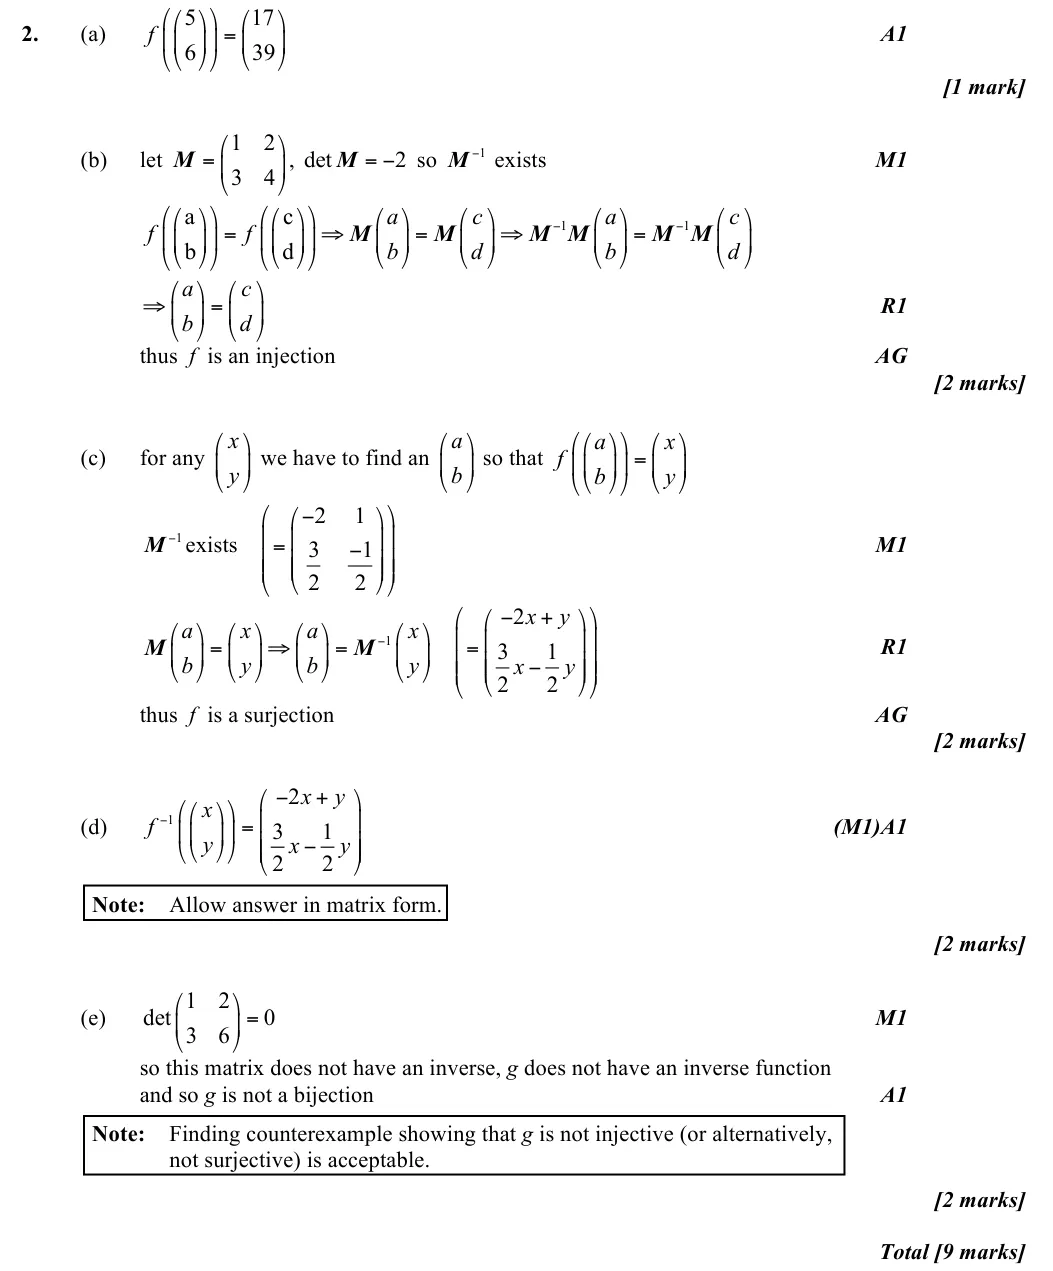 2. (a) f((5 6)) = (17 39) A1
[1 mark]
(b) let M = (1 2 3 4), det M = −2 so M⁻¹ exists M1
f((a b)) = f((c d)) ⇒ M(a b) = M(c d) ⇒ M⁻¹M(a b) = M⁻¹M(c d)
⇒ (a b) = (c d) R1
thus f is an injection AG
[2 marks]
(c) for any (x y) we have to find an (a b) so that f((a b)) = (x y)
M⁻¹ exists (= (−2 1 3/2 −1/2)) M1
M(a b) = (x y) ⇒ (a b) = M⁻¹(x y) (= (−2x + y 3/2 x − 1/2 y)) R1
thus f is a surjection AG
[2 marks]
(d) f⁻¹((x y)) = (−2x + y 3/2 x − 1/2 y) (M1)A1
Note: Allow answer in matrix form.
[2 marks]
(e) det(1 2 3 6) = 0 M1
so this matrix does not have an inverse, g does not have an inverse function
and so g is not a bijection A1
Note: Finding counterexample showing that g is not injective (or alternatively,
not surjective) is acceptable.
[2 marks]
Total [9 marks]